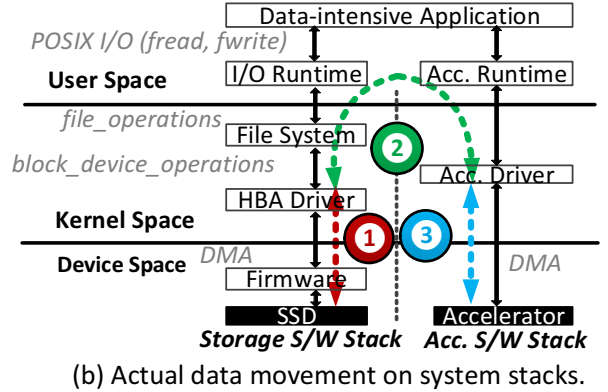 Data-intensive Application
POSIX I/O (fread, fwrite)
User Space
I/O Runtime
Acc. Runtime
file_operations
File System
2
block_device_operations
Acc. Driver
HBA Driver
Kernel Space
1
3
Device Space
DMA
DMA
Firmware
SSD
Accelerator
Storage S/W Stack
Acc. S/W Stack
(b) Actual data movement on system stacks.